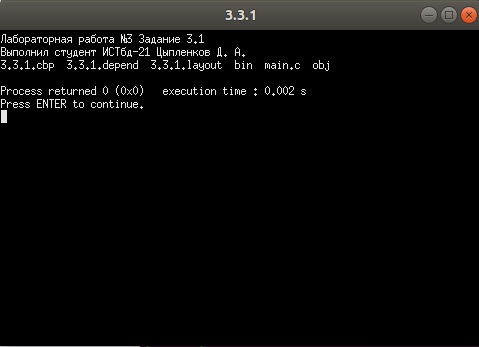 3.3.1
Лабораторная работа №3 Задание 3.1
Выполнил студент ИСТбд-21 Цыпленков Д. А.
3.3.1.cbp 3.3.1.depend 3.3.1.layout bin main.c obj
Process returned 0 (0x0) execution time : 0.002 s
Press ENTER to continue.